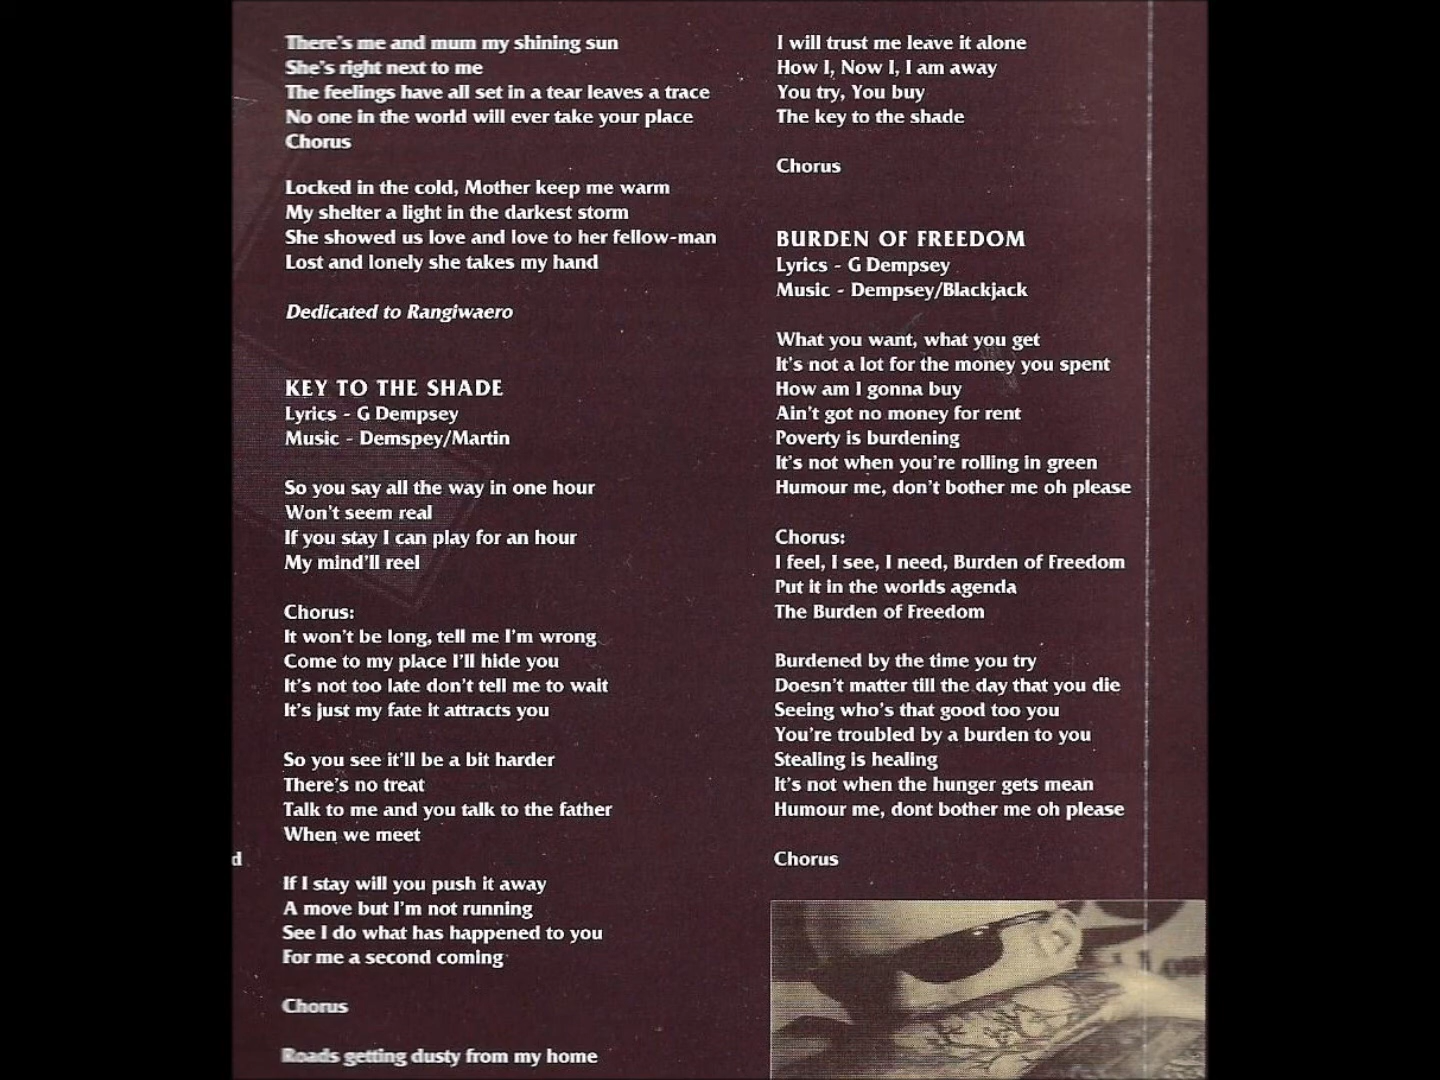 There's me and mum my shining sun
She's right next to me
The feelings have all set in a tear leaves a trace
No one in the world will ever take your place
Chorus
Locked in the cold, Mother keep me warm
My shelter a light in the darkest storm
She showed us love and love to her fellow-man
Lost and lonely she takes my hand
Dedicated to Rangiwaero
KEY TO THE SHADE
Lyrics - G Dempsey
Music - Demspey/Martin
So you say all the way in one hour
Won't seem real
If you stay I can play for an hour
My mind'll reel
Chorus:
It won't be long, tell me I'm wrong
Come to my place I'll hide you
It's not too late don't tell me to wait
It's just my fate it attracts you
So you see it'll be a bit harder
There's no treat
Talk to me and you talk to the father
When we meet
d
If I stay will you push it away
A move but I'm not running
See I do what has happened to you
For me a second coming
Chorus
Roads getting dusty from my home
I will trust me leave it alone
How I, Now I, I am away
You try, You buy
The key to the shade
Chorus
BURDEN OF FREEDOM
Lyrics - G Dempsey
Music - Dempsey/Blackjack
What you want, what you get
It's not a lot for the money you spent
How am I gonna buy
Ain't got no money for rent
Poverty is burdening
It's not when you're rolling in green
Humour me, don't bother me oh please
Chorus:
I feel, I see, I need, Burden of Freedom
Put it in the worlds agenda
The Burden of Freedom
Burdened by the time you try
Doesn't matter till the day that you die
Seeing who's that good too you
You're troubled by a burden to you
Stealing is healing
It's not when the hunger gets mean
Humour me, dont bother me oh please
Chorus